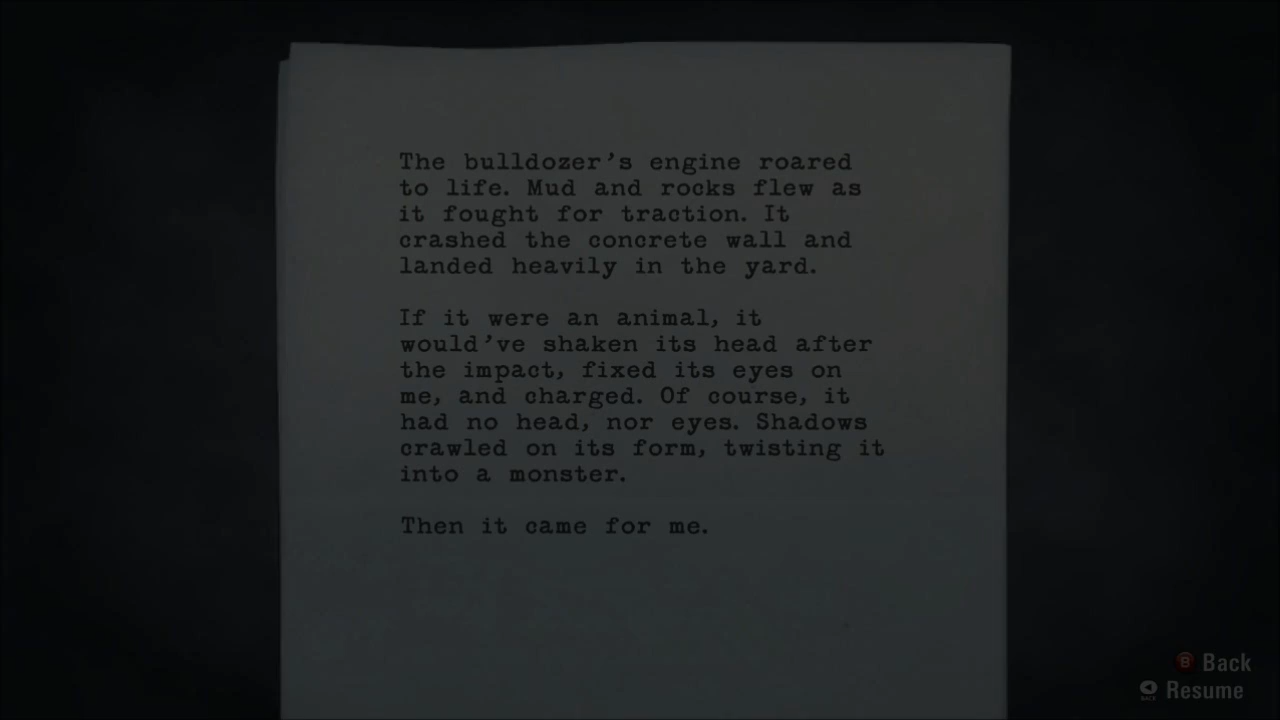 The bulldozer's engine roared
to life. Mud and rocks flew as
it fought for traction. It
crashed the concrete wall and
landed heavily in the yard.
If it were an animal, it
would've shaken its head after
the impact, fixed its eyes on
me, and charged. Of course, it
had no head, nor eyes. Shadows
crawled on its form, twisting it
into a monster.
Then it came for me.
B Back
BACK Resume